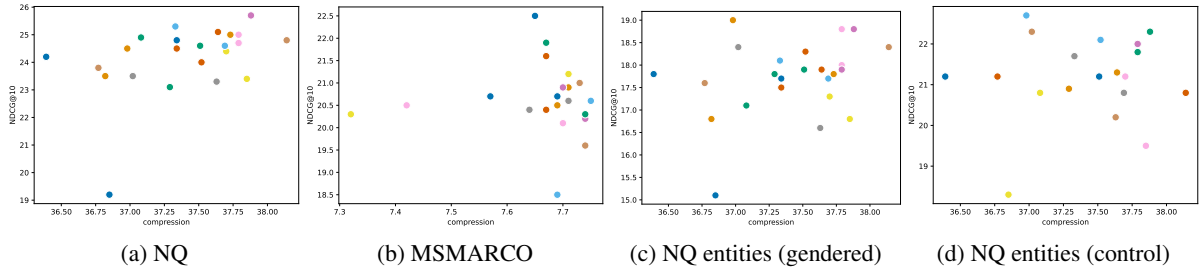 26
25
24
23
22
21
20
19
NDCG@10
36.50 36.75 37.00 37.25 37.50 37.75 38.00
compression
(a) NQ
22.5
22.0
21.5
21.0
20.5
20.0
19.5
19.0
18.5
NDCG@10
7.3 7.4 7.5 7.6 7.7
compression
(b) MSMARCO
19.0
18.5
18.0
17.5
17.0
16.5
16.0
15.5
15.0
NDCG@10
36.50 36.75 37.00 37.25 37.50 37.75 38.00
compression
(c) NQ entities (gendered)
22
21
20
19
18
NDCG@10
36.50 36.75 37.00 37.25 37.50 37.75 38.00
compression
(d) NQ entities (control)